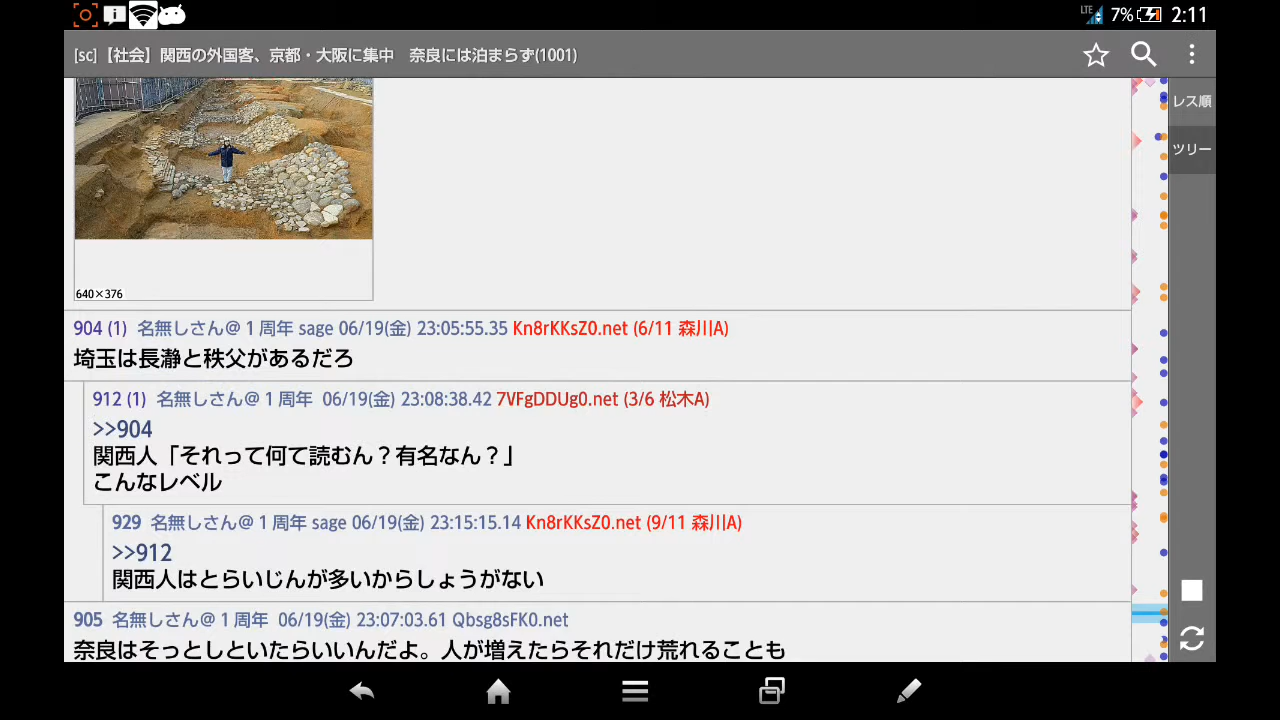 LTE 7% 2:11
[sc]【社会】関西の外国客、京都・大阪に集中　奈良には泊まらず(1001)
レス順
ツリー
640×376
904 (1) 名無しさん＠１周年 sage 06/19(金) 23:05:55.35 Kn8rKKsZ0.net (6/11 森川A)
埼玉は長瀞と秩父があるだろ
912 (1) 名無しさん＠１周年 06/19(金) 23:08:38.42 7VFgDDUg0.net (3/6 松木A)
>>904
関西人「それって何て読むん？有名なん？」
こんなレベル
929 名無しさん＠１周年 sage 06/19(金) 23:15:15.14 Kn8rKKsZ0.net (9/11 森川A)
>>912
関西人はとらいじんが多いからしょうがない
905 名無しさん＠１周年 06/19(金) 23:07:03.61 Qbsg8sFK0.net
奈良はそっとしといたらいいんだよ。人が増えたらそれだけ荒れることも